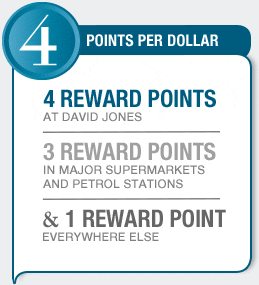 4 POINTS PER DOLLAR
4 REWARD POINTS
AT DAVID JONES
3 REWARD POINTS
IN MAJOR SUPERMARKETS
AND PETROL STATIONS
& 1 REWARD POINT
EVERYWHERE ELSE